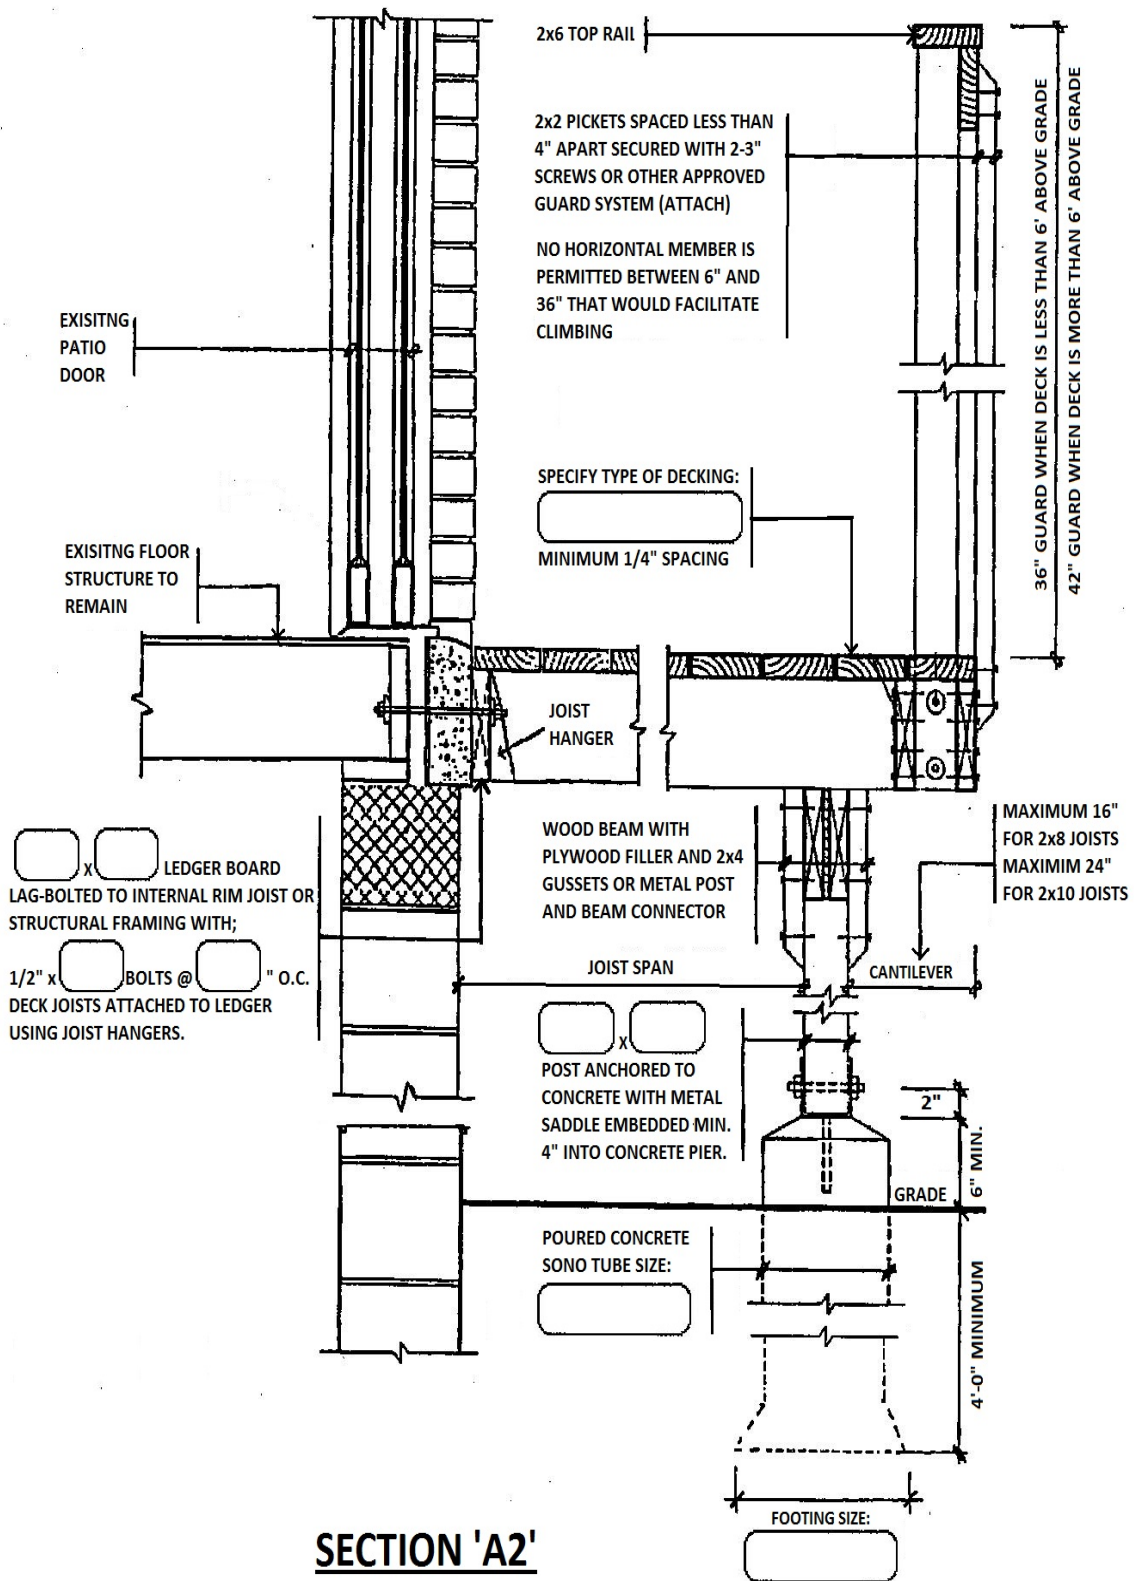 2x6 TOP RAIL
2x2 PICKETS SPACED LESS THAN
4" APART SECURED WITH 2-3"
SCREWS OR OTHER APPROVED
GUARD SYSTEM (ATTACH)
NO HORIZONTAL MEMBER IS
PERMITTED BETWEEN 6" AND
36" THAT WOULD FACILITATE
CLIMBING
36" GUARD WHEN DECK IS LESS THAN 6' ABOVE GRADE
42" GUARD WHEN DECK IS MORE THAN 6' ABOVE GRADE
EXISITNG
PATIO
DOOR
SPECIFY TYPE OF DECKING:
MINIMUM 1/4" SPACING
EXISITNG FLOOR
STRUCTURE TO
REMAIN
JOIST
HANGER
X LEDGER BOARD
LAG-BOLTED TO INTERNAL RIM JOIST OR
STRUCTURAL FRAMING WITH;
1/2" x BOLTS @ " O.C.
DECK JOISTS ATTACHED TO LEDGER
USING JOIST HANGERS.
WOOD BEAM WITH
PLYWOOD FILLER AND 2x4
GUSSETS OR METAL POST
AND BEAM CONNECTOR
MAXIMUM 16"
FOR 2x8 JOISTS
MAXIMIM 24"
FOR 2x10 JOISTS
JOIST SPAN
CANTILEVER
X
POST ANCHORED TO
CONCRETE WITH METAL
SADDLE EMBEDDED MIN.
4" INTO CONCRETE PIER.
2"
6" MIN.
GRADE
POURED CONCRETE
SONO TUBE SIZE:
4'-0" MINIMUM
FOOTING SIZE:
SECTION 'A2'